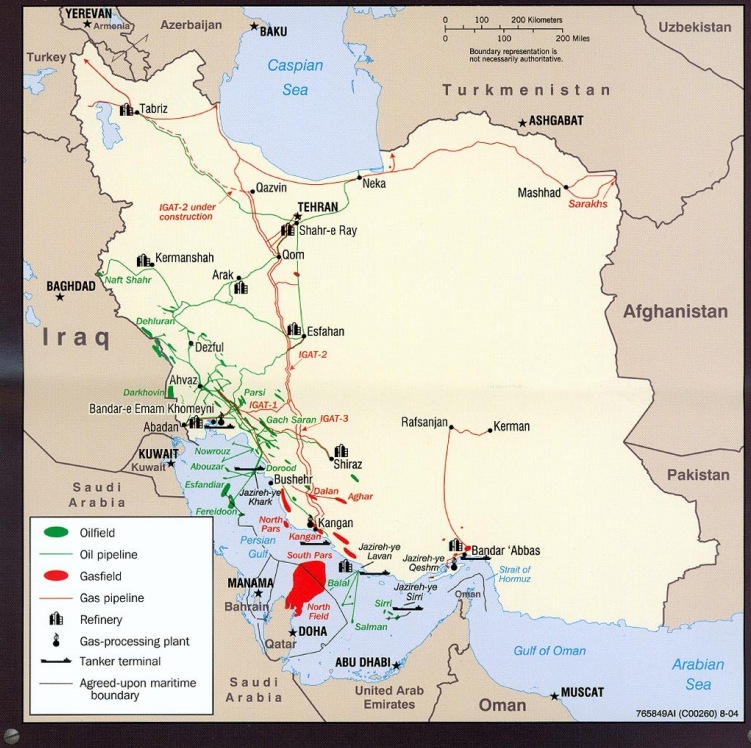 YEREVAN
Armenia
Azerbaijan
BAKU
0 100 200 Kilometers
0 100 200 Miles
Boundary representation is
not necessarily authoritative.
Uzbekistan
Turkey
Caspian
Sea
Turkmenistan
ASHGABAT
Tabriz
Qazvin
Neka
Mashhad
Sarakhs
IGAT-2 under
construction
TEHRAN
Shahr-e Ray
Qom
Kermanshah
Arak
Naft Shahr
BAGHDAD
Iraq
Afghanistan
Dehluran
Esfahan
Dezful
IGAT-2
Ahvaz
Darkhovin
Parsi
IGAT-1
Bandar-e Emam Khomeyni
Gach Saran
IGAT-3
Abadan
Rafsanjan
Kerman
KUWAIT
Kuwait
Nowrouz
Abouzar
Dorood
Shiraz
Pakistan
Saudi
Arabia
Esfandiar
Bushehr
Jazireh-ye
Khark
Dalan
Aghar
Fereidoon
North
Pars
Kangan
Kangan
Persian
Gulf
South Pars
Jazireh-ye
Lavan
Jazireh-ye
Qeshm
Bandar 'Abbas
Strait of
Hormuz
MANAMA
Bahrain
Balal
Jazireh-ye
Sirri
Oman
North
Field
Sirri
Salman
DOHA
Qatar
ABU DHABI
Gulf of Oman
Arabian
Sea
Saudi
Arabia
United Arab
Emirates
Oman
MUSCAT
Oilfield
Oil pipeline
Gasfield
Gas pipeline
Refinery
Gas-processing plant
Tanker terminal
Agreed-upon maritime
boundary
765849AI (C00260) 8-04